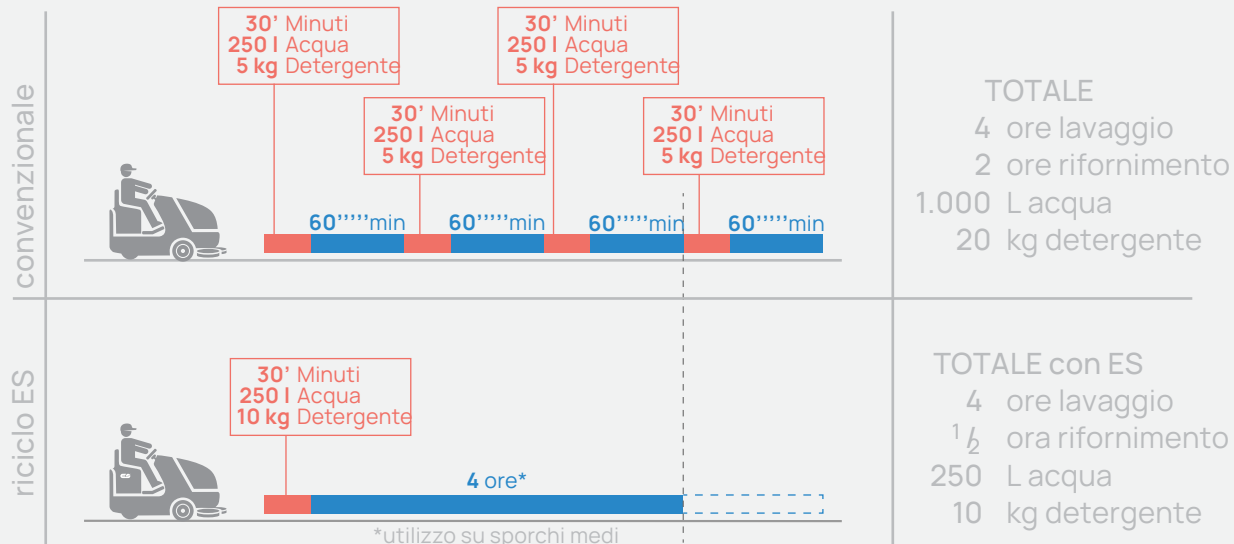 convenzionale
30’ Minuti
250 l Acqua
5 kg Detergente
30’ Minuti
250 l Acqua
5 kg Detergente
30’ Minuti
250 l Acqua
5 kg Detergente
30’ Minuti
250 l Acqua
5 kg Detergente
60’’’’’min
60’’’’’min
60’’’’’min
60’’’’’min
TOTALE
4 ore lavaggio
2 ore rifornimento
1.000 L acqua
20 kg detergente
riciclo ES
30’ Minuti
250 l Acqua
10 kg Detergente
4 ore*
*utilizzo su sporchi medi
TOTALE con ES
4 ore lavaggio
1/2 ora rifornimento
250 L acqua
10 kg detergente